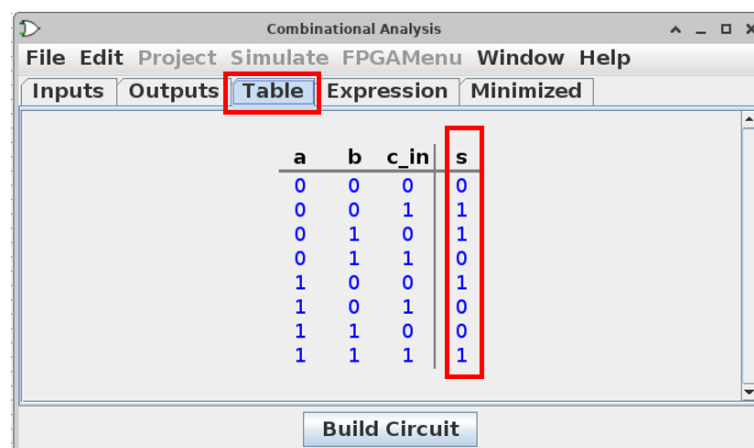 Combinational Analysis
File Edit Project Simulate FPGAMenu Window Help
Inputs Outputs Table Expression Minimized
a b c_in s
0 0 0 0
0 0 1 1
0 1 0 1
0 1 1 0
1 0 0 1
1 0 1 0
1 1 0 0
1 1 1 1
Build Circuit